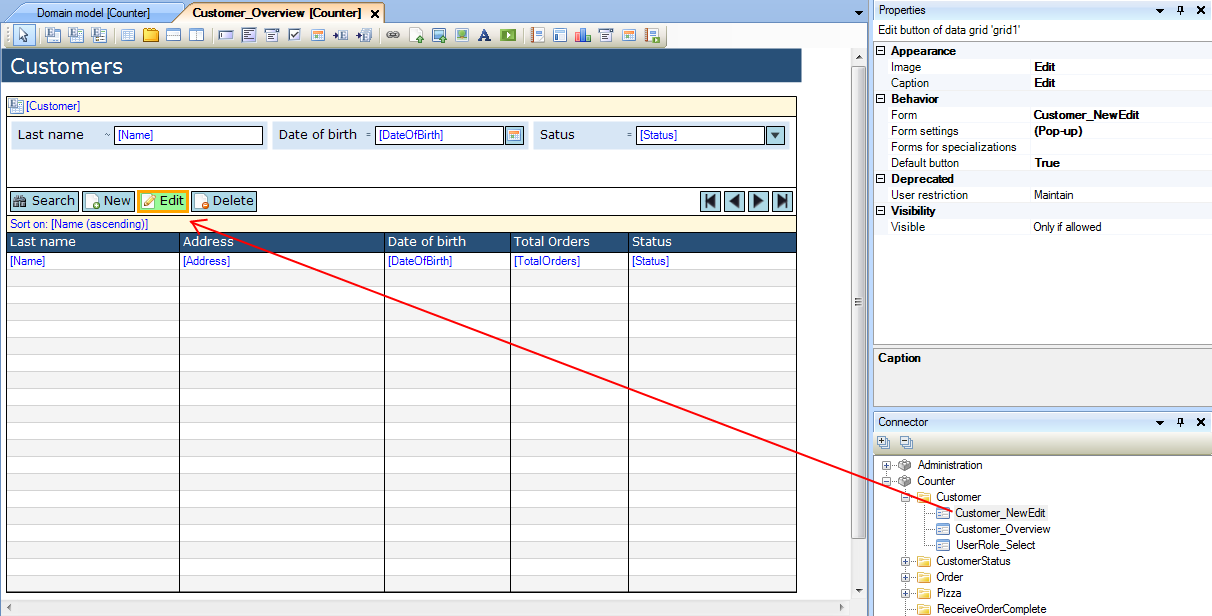 Domain model [Counter]
Customer_Overview [Counter]
Customers
[Customer]
Last name ~ [Name] Date of birth = [DateOfBirth] Satus = [Status]
Search New Edit Delete
Sort on: [Name (ascending)]
Last name Address Date of birth Total Orders Status
[Name] [Address] [DateOfBirth] [TotalOrders] [Status]
Properties
Edit button of data grid 'grid1'
Appearance
Image Edit
Caption Edit
Behavior
Form Customer_NewEdit
Form settings (Pop-up)
Forms for specializations
Default button True
Deprecated
User restriction Maintain
Visibility
Visible Only if allowed
Caption
Connector
Administration
Counter
Customer
Customer_NewEdit
Customer_Overview
UserRole_Select
CustomerStatus
Order
Pizza
ReceiveOrderComplete